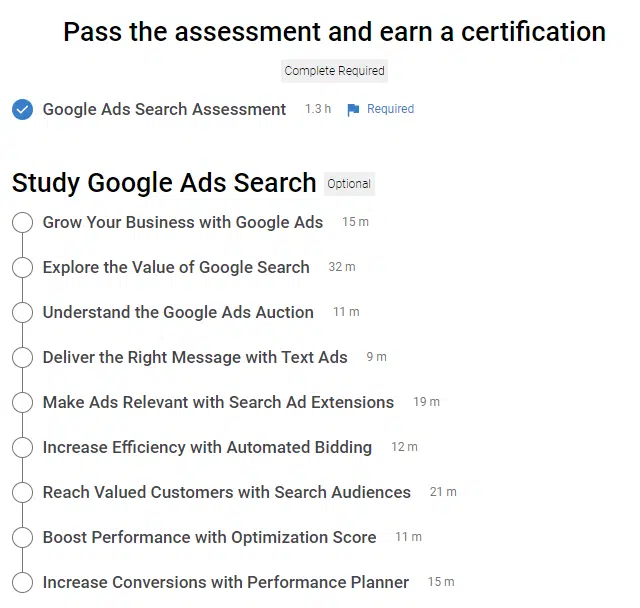 Pass the assessment and earn a certification
Complete Required
Google Ads Search Assessment 1.3 h Required
Study Google Ads Search Optional
Grow Your Business with Google Ads 15 m
Explore the Value of Google Search 32 m
Understand the Google Ads Auction 11 m
Deliver the Right Message with Text Ads 9 m
Make Ads Relevant with Search Ad Extensions 19 m
Increase Efficiency with Automated Bidding 12 m
Reach Valued Customers with Search Audiences 21 m
Boost Performance with Optimization Score 11 m
Increase Conversions with Performance Planner 15 m